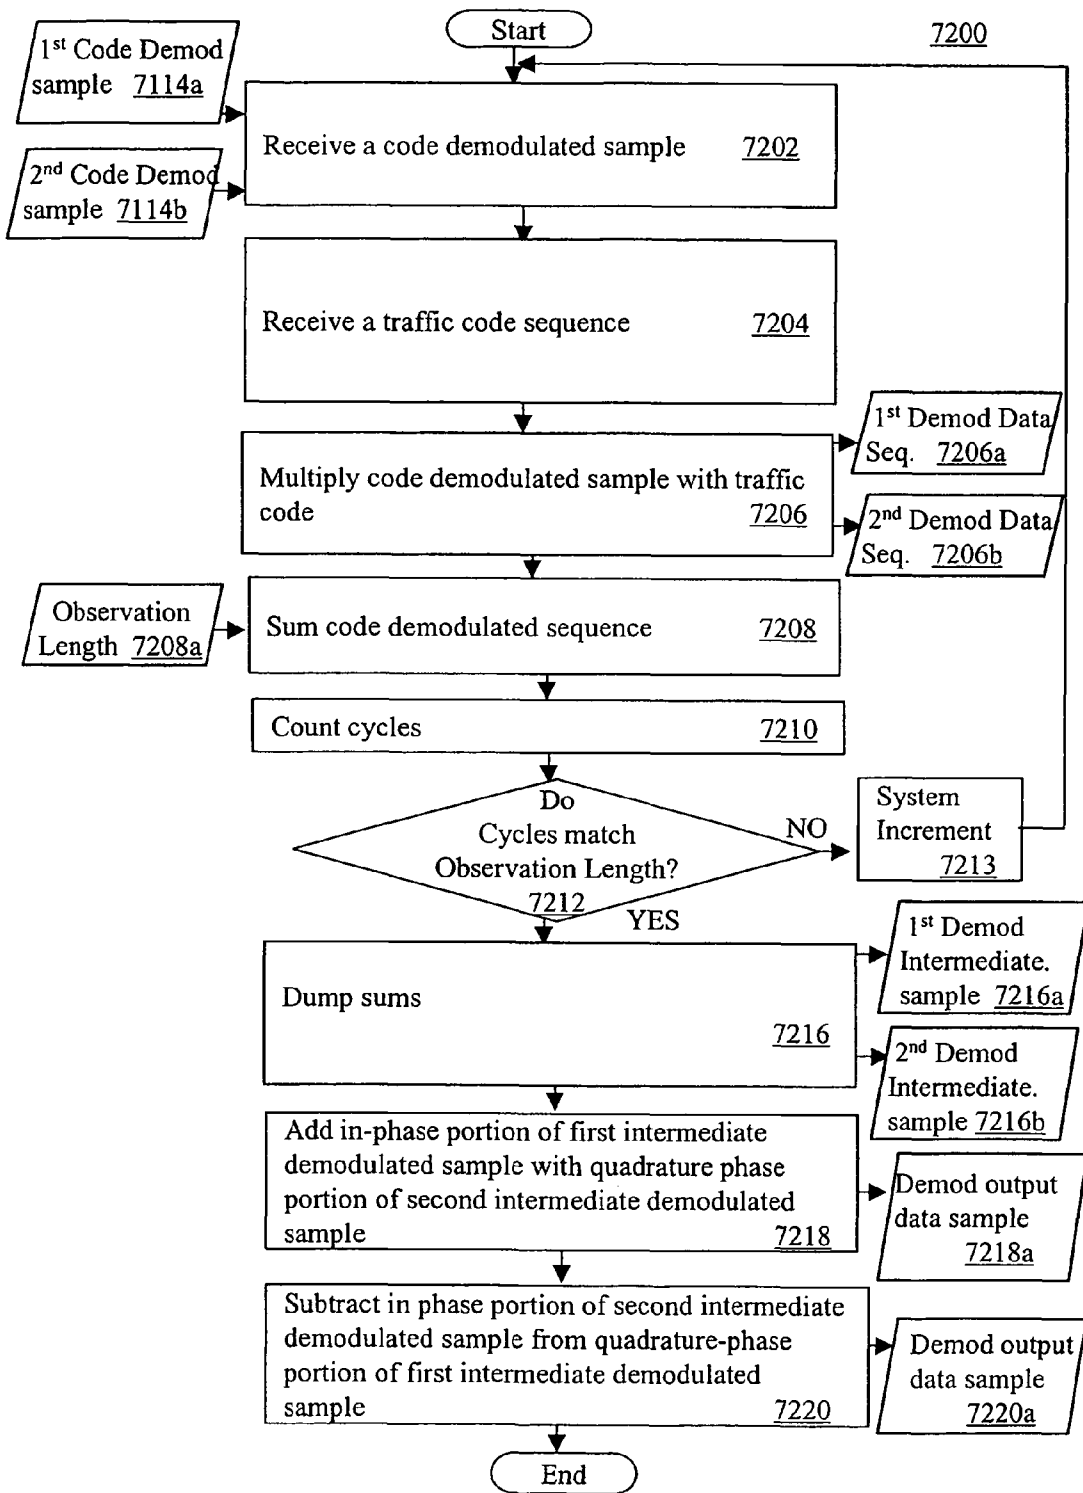 Start
7200
1st Code Demod
sample 7114a
Receive a code demodulated sample 7202
2nd Code Demod
sample 7114b
Receive a traffic code sequence 7204
1st Demod Data
Seq. 7206a
Multiply code demodulated sample with traffic
code 7206
2nd Demod Data
Seq. 7206b
Observation
Length 7208a
Sum code demodulated sequence 7208
Count cycles 7210
Do
Cycles match
Observation Length?
7212
NO
YES
System
Increment
7213
1st Demod
Intermediate.
sample 7216a
Dump sums
7216
2nd Demod
Intermediate.
sample 7216b
Add in-phase portion of first intermediate
demodulated sample with quadrature phase
portion of second intermediate demodulated
sample 7218
Demod output
data sample
7218a
Subtract in phase portion of second intermediate
demodulated sample from quadrature-phase
portion of first intermediate demodulated
sample 7220
Demod output
data sample
7220a
End